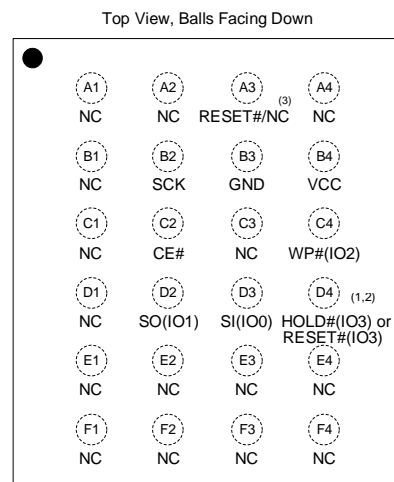 Top View, Balls Facing Down
A1 A2 A3 A4
(3)
NC NC RESET#/NC NC
B1 B2 B3 B4
NC SCK GND VCC
C1 C2 C3 C4
NC CE# NC WP#(IO2)
D1 D2 D3 D4 (1,2)
NC SO(IO1) SI(IO0) HOLD#(IO3) or
RESET#(IO3)
E1 E2 E3 E4
NC NC NC NC
F1 F2 F3 F4
NC NC NC NC